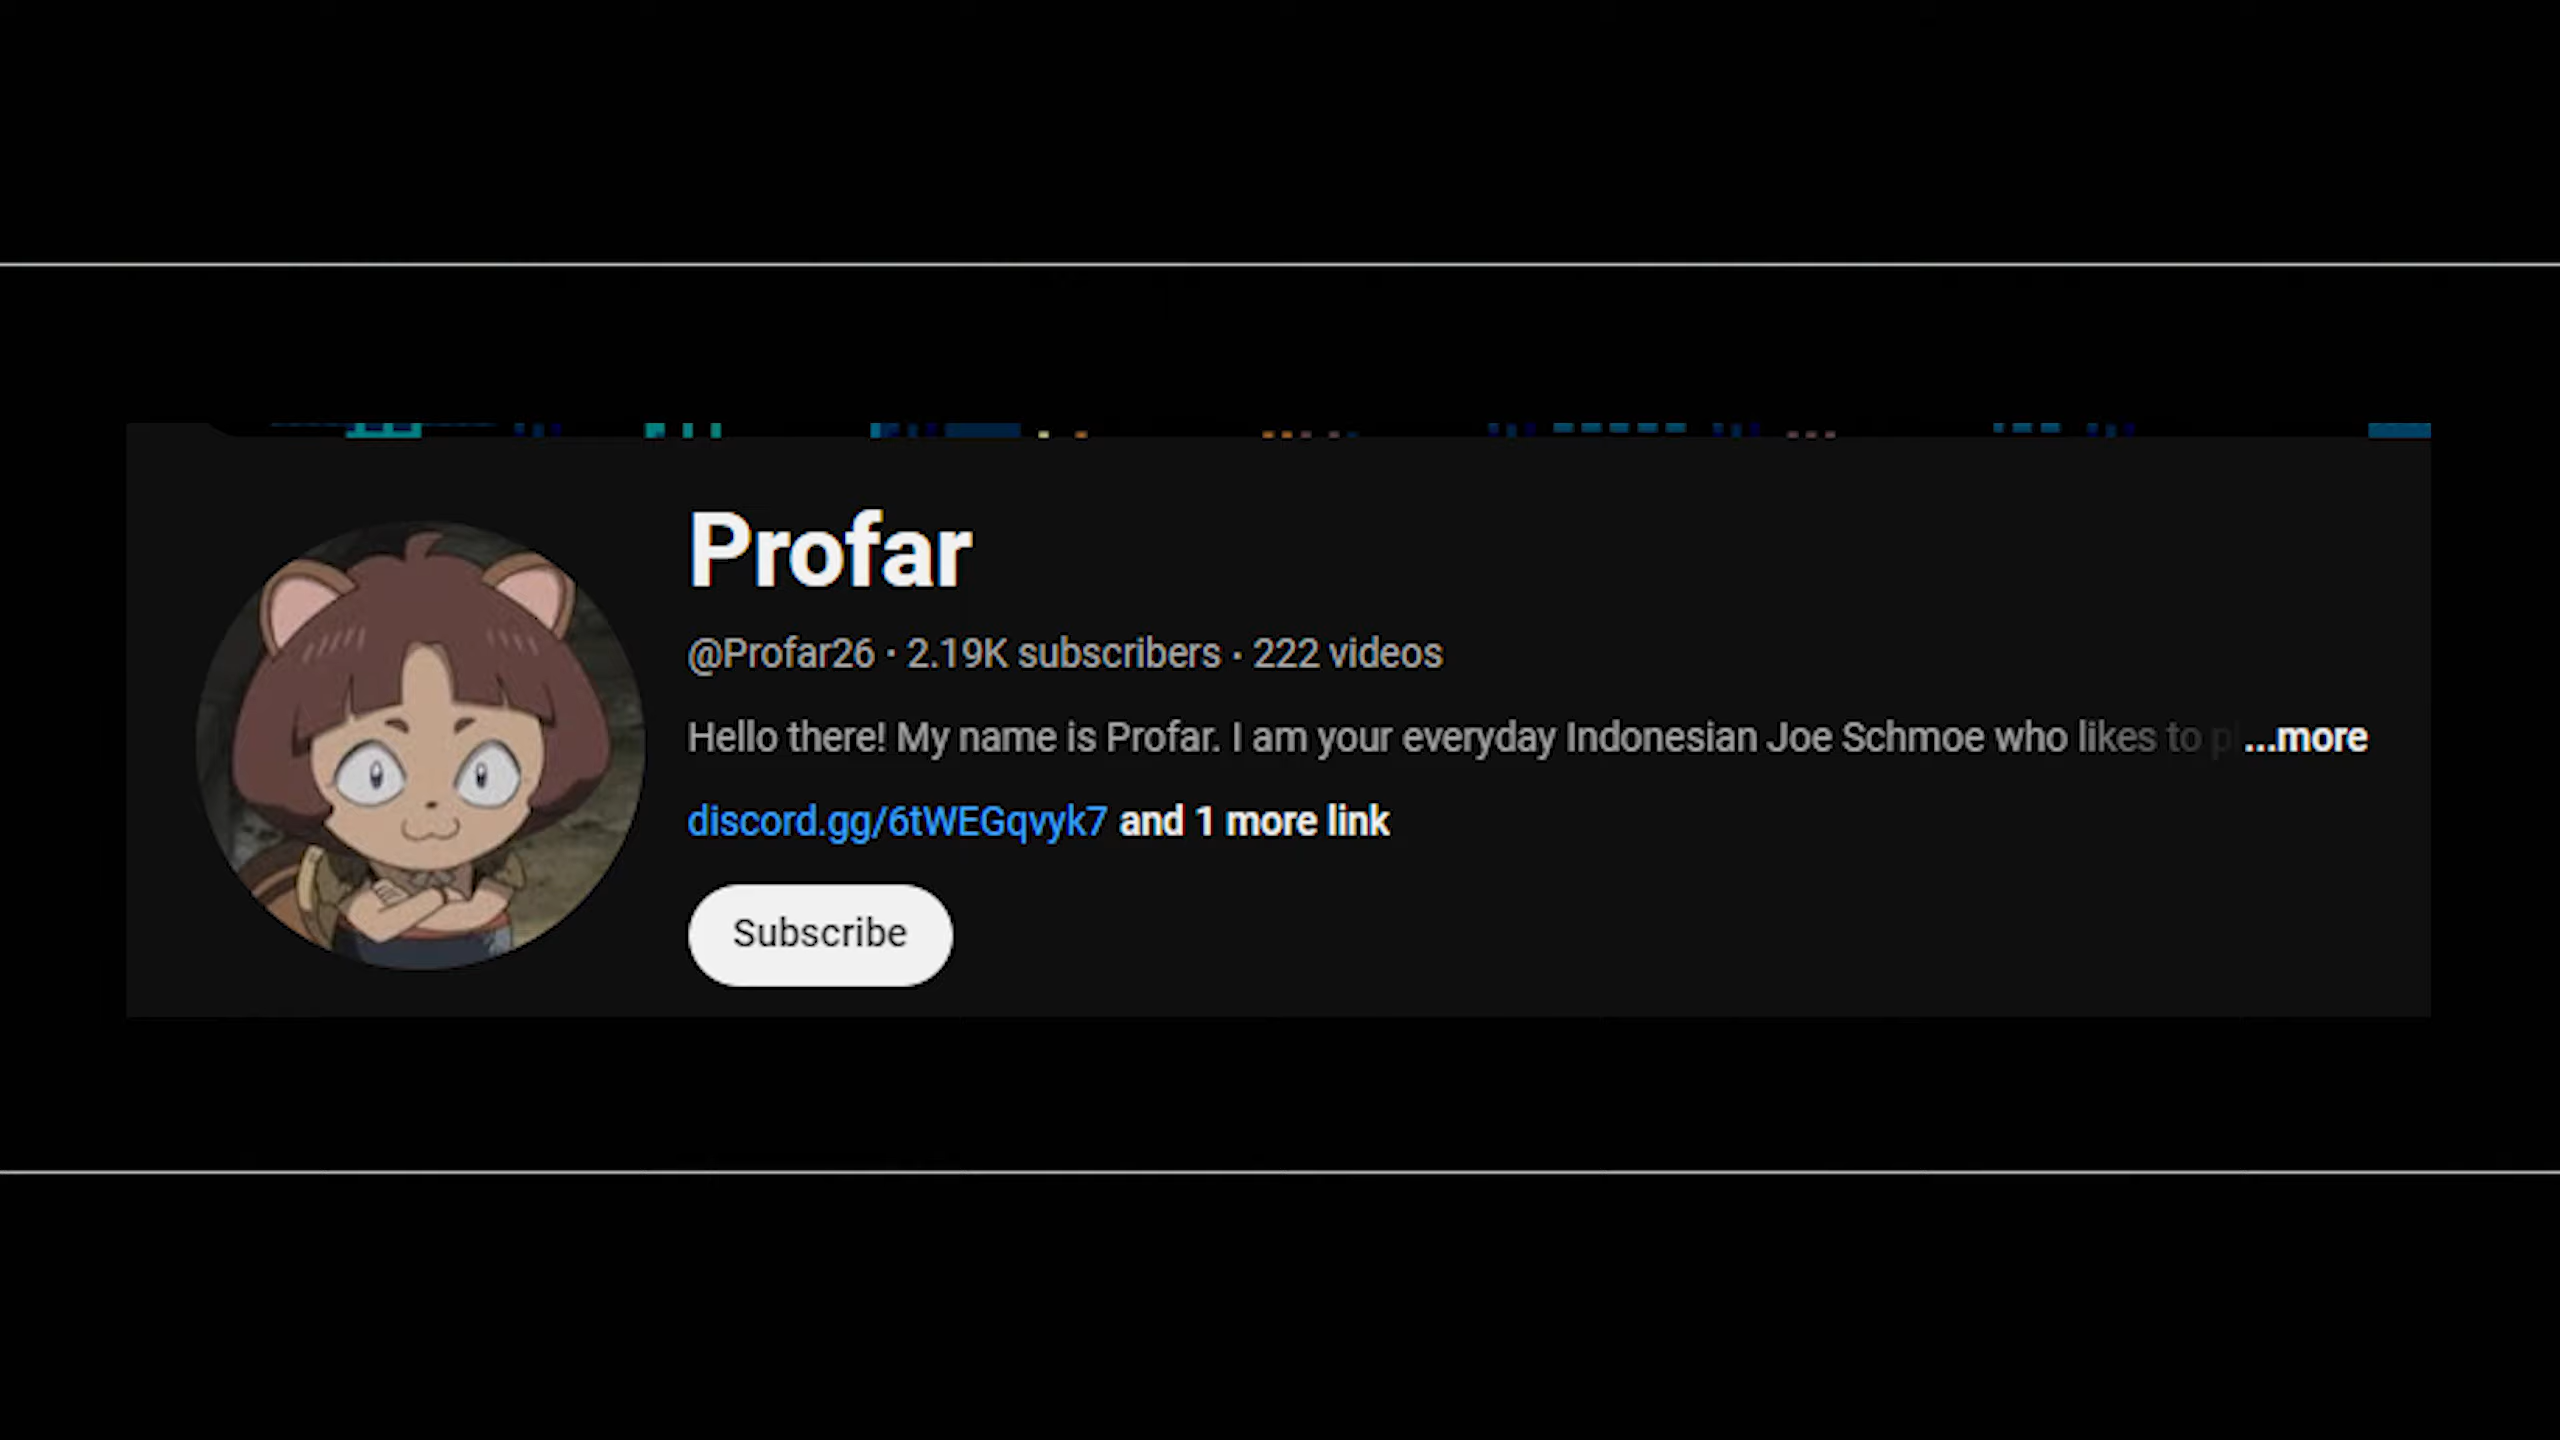 Profar
@Profar26 · 2.19K subscribers · 222 videos
Hello there! My name is Profar. I am your everyday Indonesian Joe Schmoe who likes to ...more
discord.gg/6tWEGqvyk7 and 1 more link
Subscribe